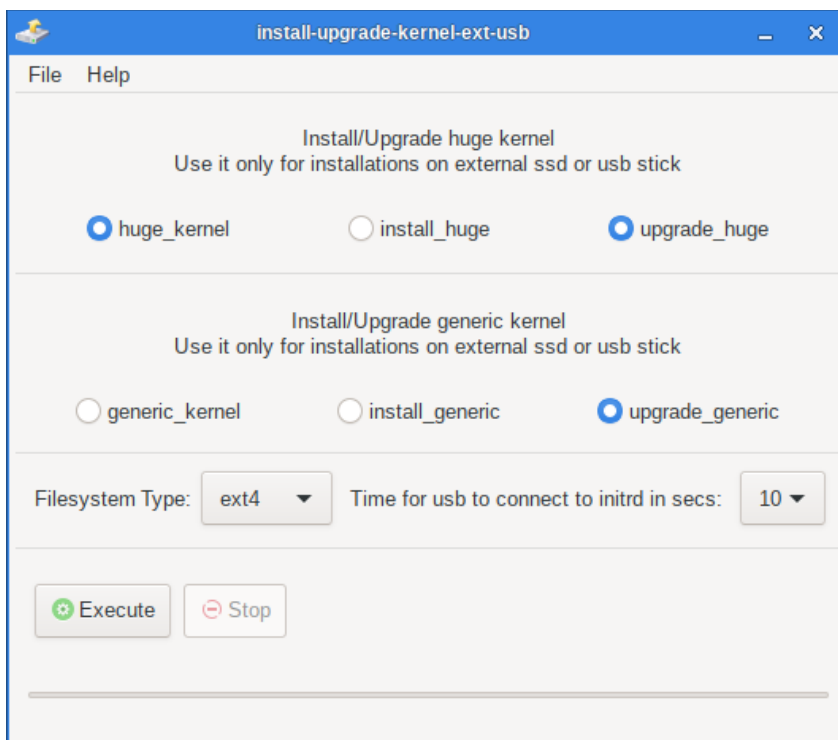 install-upgrade-kernel-ext-usb
File Help
Install/Upgrade huge kernel
Use it only for installations on external ssd or usb stick
huge_kernel install_huge upgrade_huge
Install/Upgrade generic kernel
Use it only for installations on external ssd or usb stick
generic_kernel install_generic upgrade_generic
Filesystem Type: ext4 Time for usb to connect to initrd in secs: 10
Execute Stop